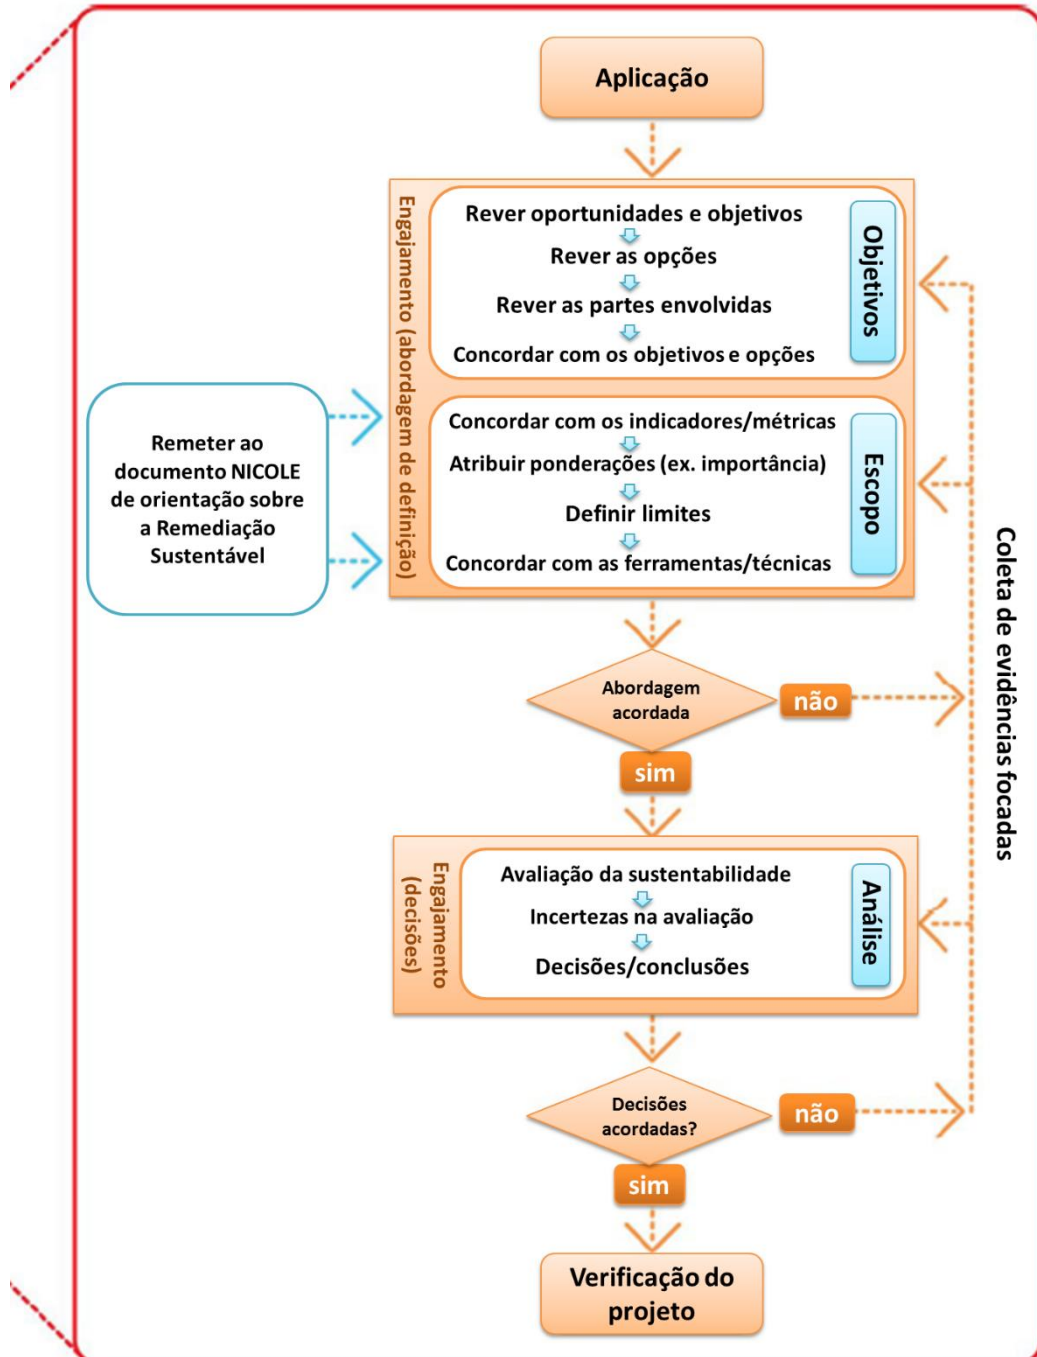 Aplicação
Engajamento (abordagem de definição)
Rever oportunidades e objetivos
Rever as opções
Rever as partes envolvidas
Concordar com os objetivos e opções
Objetivos
Concordar com os indicadores/métricas
Atribuir ponderações (ex. importância)
Definir limites
Concordar com as ferramentas/técnicas
Escopo
Remeter ao
documento NICOLE
de orientação sobre
a Remediação
Sustentável
Coleta de evidências focadas
Abordagem
acordada
não
sim
Engajamento
(decisões)
Avaliação da sustentabilidade
Incertezas na avaliação
Decisões/conclusões
Análise
Decisões
acordadas?
não
sim
Verificação do
projeto